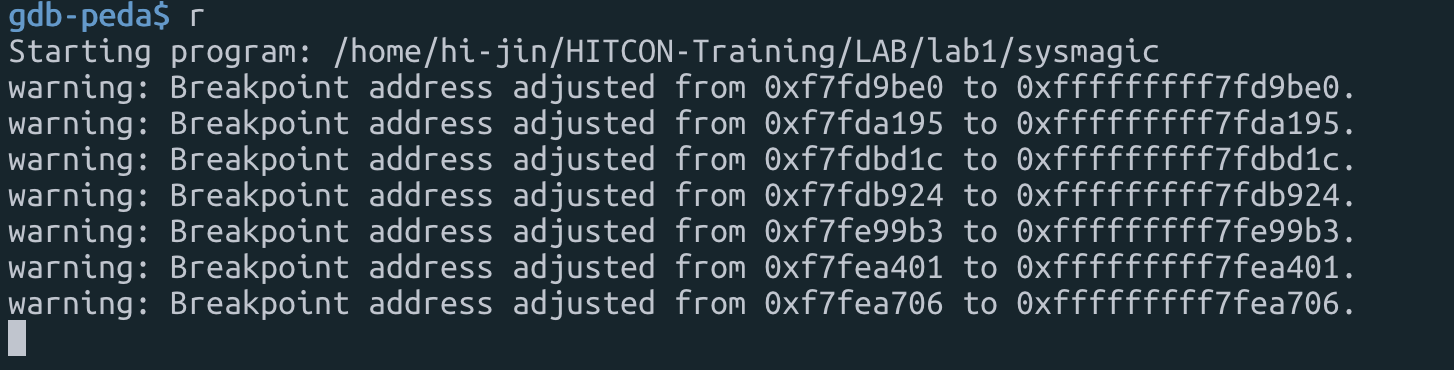 gdb-peda$ r
Starting program: /home/hi-jin/HITCON-Training/LAB/lab1/sysmagic
warning: Breakpoint address adjusted from 0xf7fd9be0 to 0xfffffffff7fd9be0.
warning: Breakpoint address adjusted from 0xf7fda195 to 0xfffffffff7fda195.
warning: Breakpoint address adjusted from 0xf7fdbd1c to 0xfffffffff7fdbd1c.
warning: Breakpoint address adjusted from 0xf7fdb924 to 0xfffffffff7fdb924.
warning: Breakpoint address adjusted from 0xf7fe99b3 to 0xfffffffff7fe99b3.
warning: Breakpoint address adjusted from 0xf7fea401 to 0xfffffffff7fea401.
warning: Breakpoint address adjusted from 0xf7fea706 to 0xfffffffff7fea706.